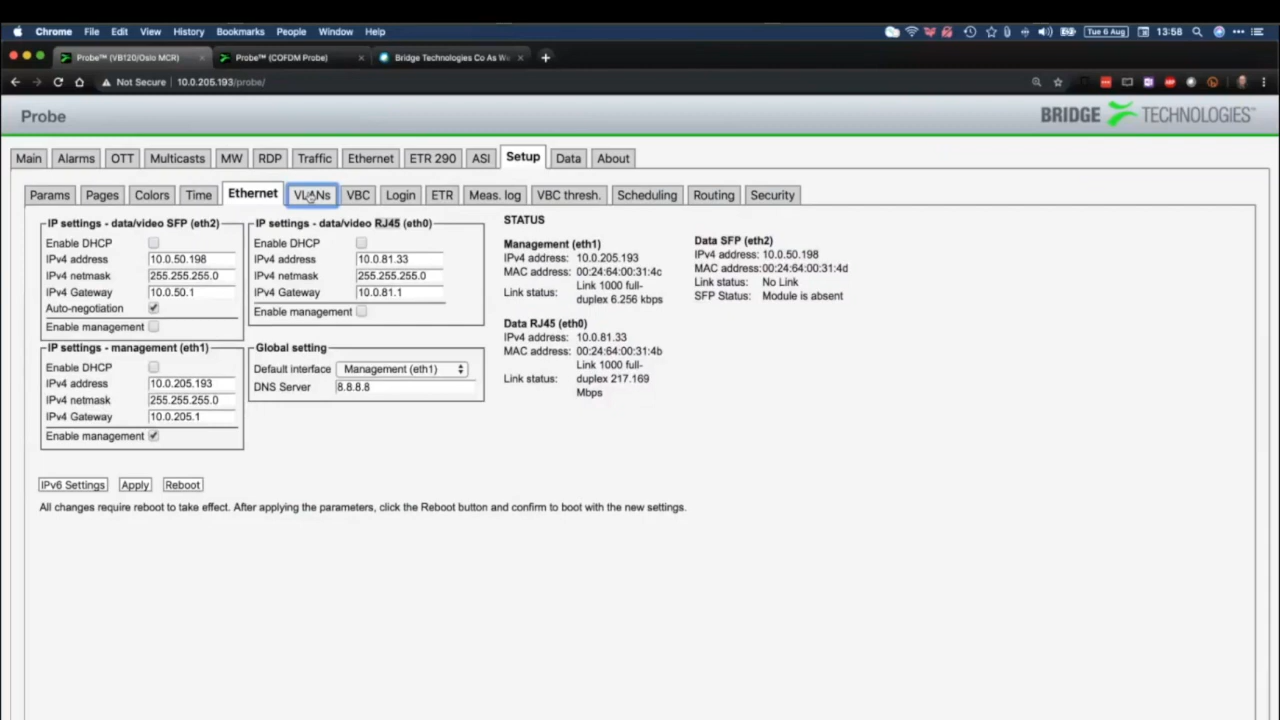 Chrome File Edit View History Bookmarks People Window Help Tue 6 Aug 13:58
Probe™ (VB120/Oslo MCR) Probe™ (COFDM Probe) Bridge Technologies Co As
Not Secure 10.0.205.193/probe/
Probe BRIDGE TECHNOLOGIES™
Main Alarms OTT Multicasts MW RDP Traffic Ethernet ETR 290 ASI Setup Data About
Params Pages Colors Time Ethernet VLANs VBC Login ETR Meas. log VBC thresh. Scheduling Routing Security
IP settings - data/video SFP (eth2)
Enable DHCP
IPv4 address 10.0.50.198
IPv4 netmask 255.255.255.0
IPv4 Gateway 10.0.50.1
Auto-negotiation
Enable management
IP settings - management (eth1)
Enable DHCP
IPv4 address 10.0.205.193
IPv4 netmask 255.255.255.0
IPv4 Gateway 10.0.205.1
Enable management
IP settings - data/video RJ45 (eth0)
Enable DHCP
IPv4 address 10.0.81.33
IPv4 netmask 255.255.255.0
IPv4 Gateway 10.0.81.1
Enable management
Global setting
Default interface Management (eth1)
DNS Server 8.8.8.8
STATUS
Management (eth1)
IPv4 address: 10.0.205.193
MAC address: 00:24:64:00:31:4c
Link status: Link 1000 full-
duplex 6.256 kbps
Data RJ45 (eth0)
IPv4 address: 10.0.81.33
MAC address: 00:24:64:00:31:4b
Link status: Link 1000 full-
duplex 217.169
Mbps
Data SFP (eth2)
IPv4 address: 10.0.50.198
MAC address:00:24:64:00:31:4d
Link status: No Link
SFP Status: Module is absent
IPv6 Settings Apply Reboot
All changes require reboot to take effect. After applying the parameters, click the Reboot button and confirm to boot with the new settings.